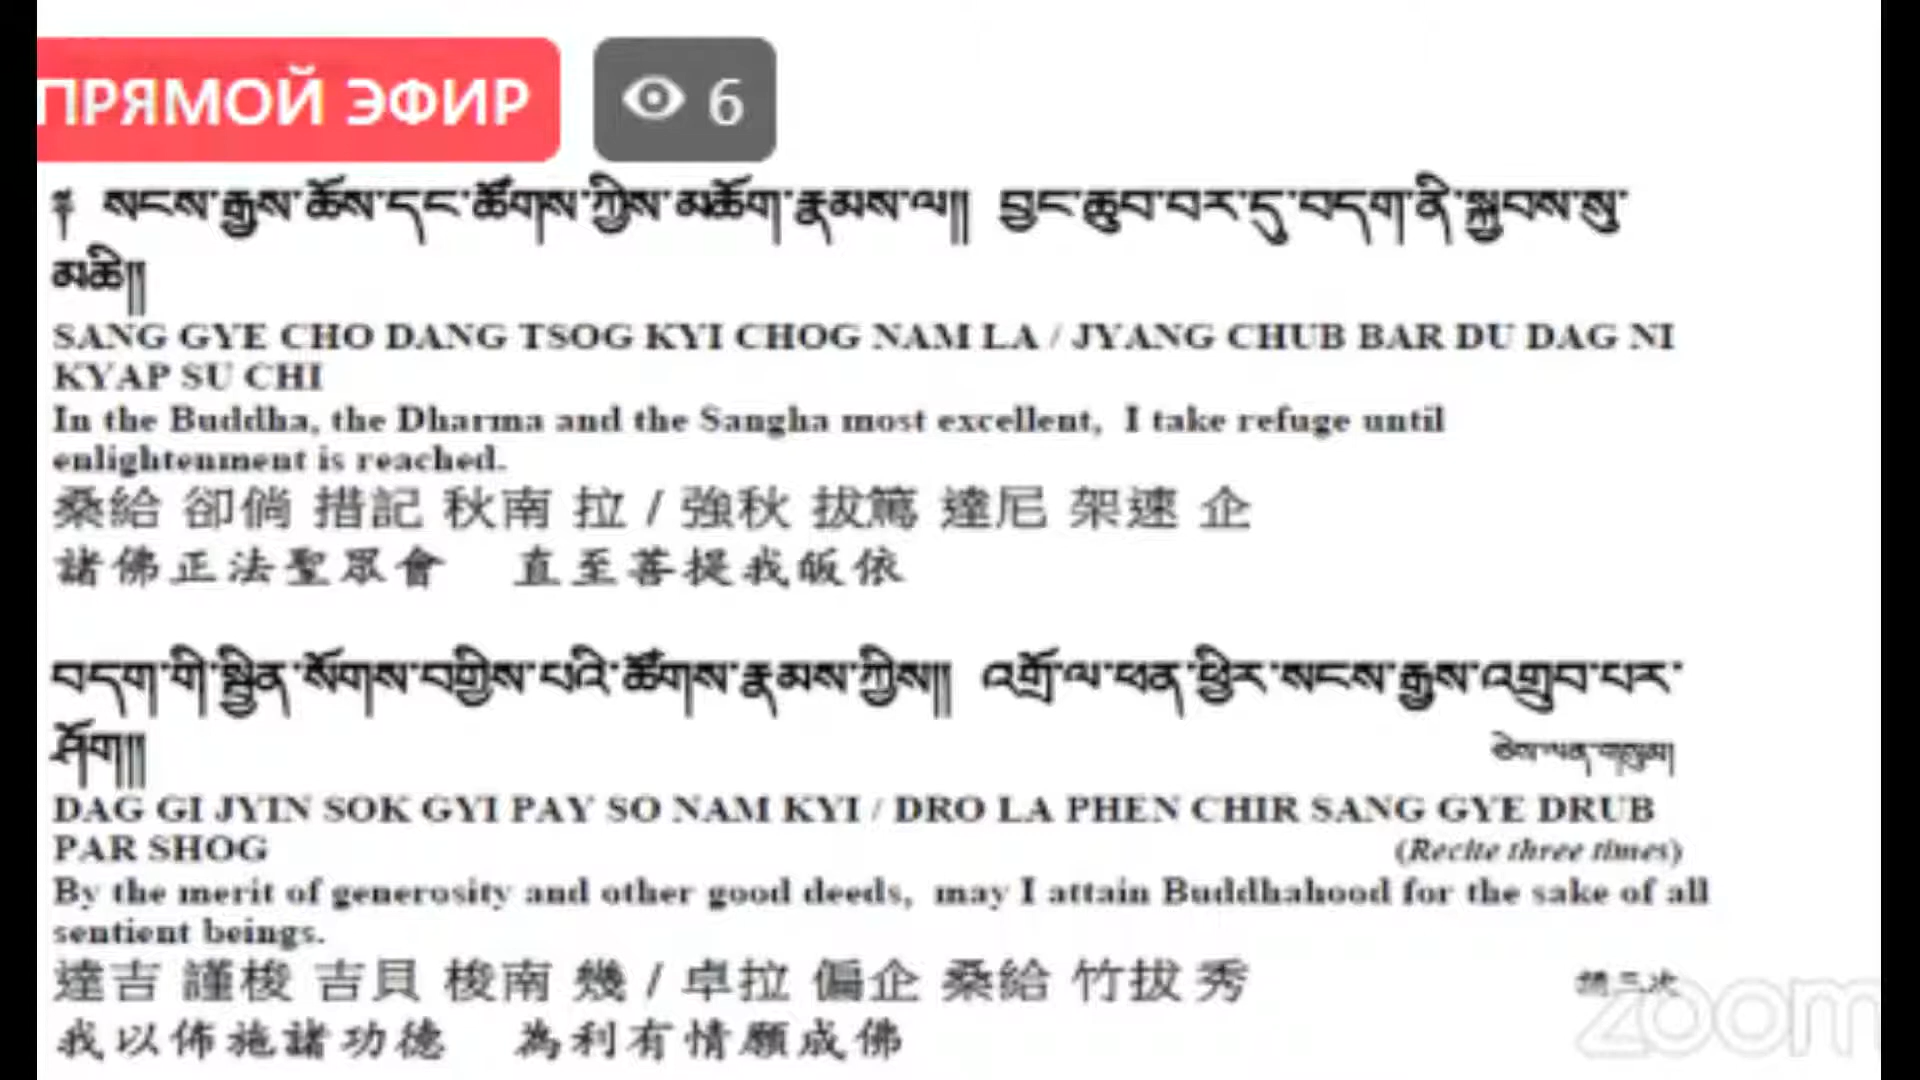 ПРЯМОЙ ЭФИР 6
༈ སངས་རྒྱས་ཆོས་དང་ཚོགས་ཀྱིས་མཆོག་རྣམས་ལ།། བྱང་ཆུབ་བར་དུ་བདག་ནི་སྐྱབས་སུ་
མཆི།།
SANG GYE CHO DANG TSOG KYI CHOG NAM LA / JYANG CHUB BAR DU DAG NI
KYAP SU CHI
In the Buddha, the Dharma and the Sangha most excellent, I take refuge until
enlightenment is reached.
桑給 卻倘 措記 秋南 拉 / 強秋 拔篤 達尼 架速 企
諸佛正法聖眾會 直至菩提我皈依
བདག་གི་སྦྱིན་སོགས་བགྱིས་པའི་ཚོགས་རྣམས་ཀྱིས།། འགྲོ་ལ་ཕན་ཕྱིར་སངས་རྒྱས་འགྲུབ་པར་
ཤོག།།།
ཅེས་ལན་གསུམ།
DAG GI JYIN SOK GYI PAY SO NAM KYI / DRO LA PHEN CHIR SANG GYE DRUB
PAR SHOG (Recite three times)
By the merit of generosity and other good deeds, may I attain Buddhahood for the sake of all
sentient beings.
達吉 謹梭 吉貝 梭南 幾 / 卓拉 偏企 桑給 竹拔 秀
三次
我以佈施諸功德 為利有情願成佛
zoom